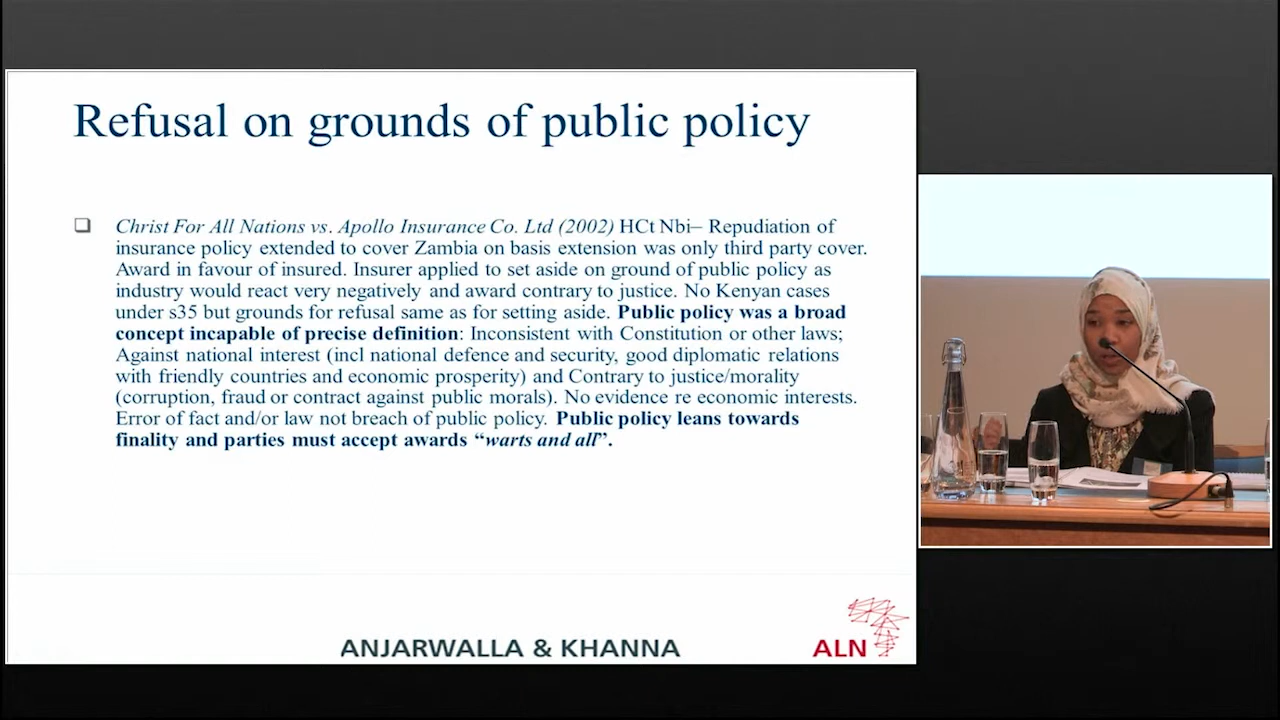 Refusal on grounds of public policy
❑ Christ For All Nations vs. Apollo Insurance Co. Ltd (2002) HCt Nbi– Repudiation of
insurance policy extended to cover Zambia on basis extension was only third party cover.
Award in favour of insured. Insurer applied to set aside on ground of public policy as
industry would react very negatively and award contrary to justice. No Kenyan cases
under s35 but grounds for refusal same as for setting aside. Public policy was a broad
concept incapable of precise definition: Inconsistent with Constitution or other laws;
Against national interest (incl national defence and security, good diplomatic relations
with friendly countries and economic prosperity) and Contrary to justice/morality
(corruption, fraud or contract against public morals). No evidence re economic interests.
Error of fact and/or law not breach of public policy. Public policy leans towards
finality and parties must accept awards “warts and all”.
ANJARWALLA & KHANNA
ALN